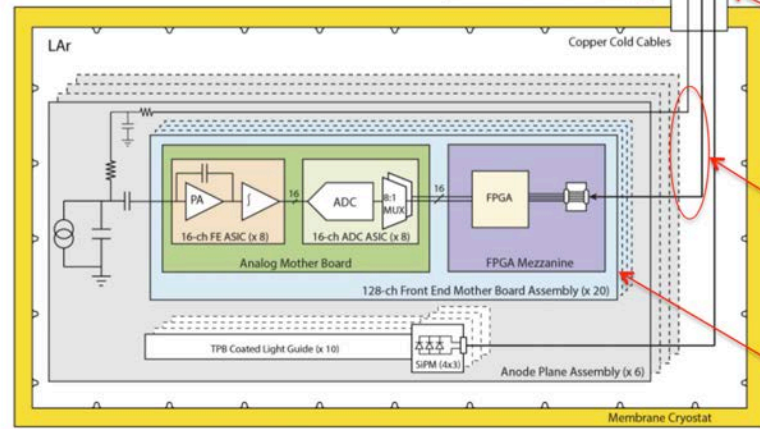 LAr
Copper Cold Cables
PA
∫
16
ADC
8:1
MUX
16
FPGA
16-ch FE ASIC (x 8)
16-ch ADC ASIC (x 8)
Analog Mother Board
FPGA Mezzanine
128-ch Front End Mother Board Assembly (x 20)
TPB Coated Light Guide (x 10)
SiPM (4x3)
Anode Plane Assembly (x 6)
Membrane Cryostat